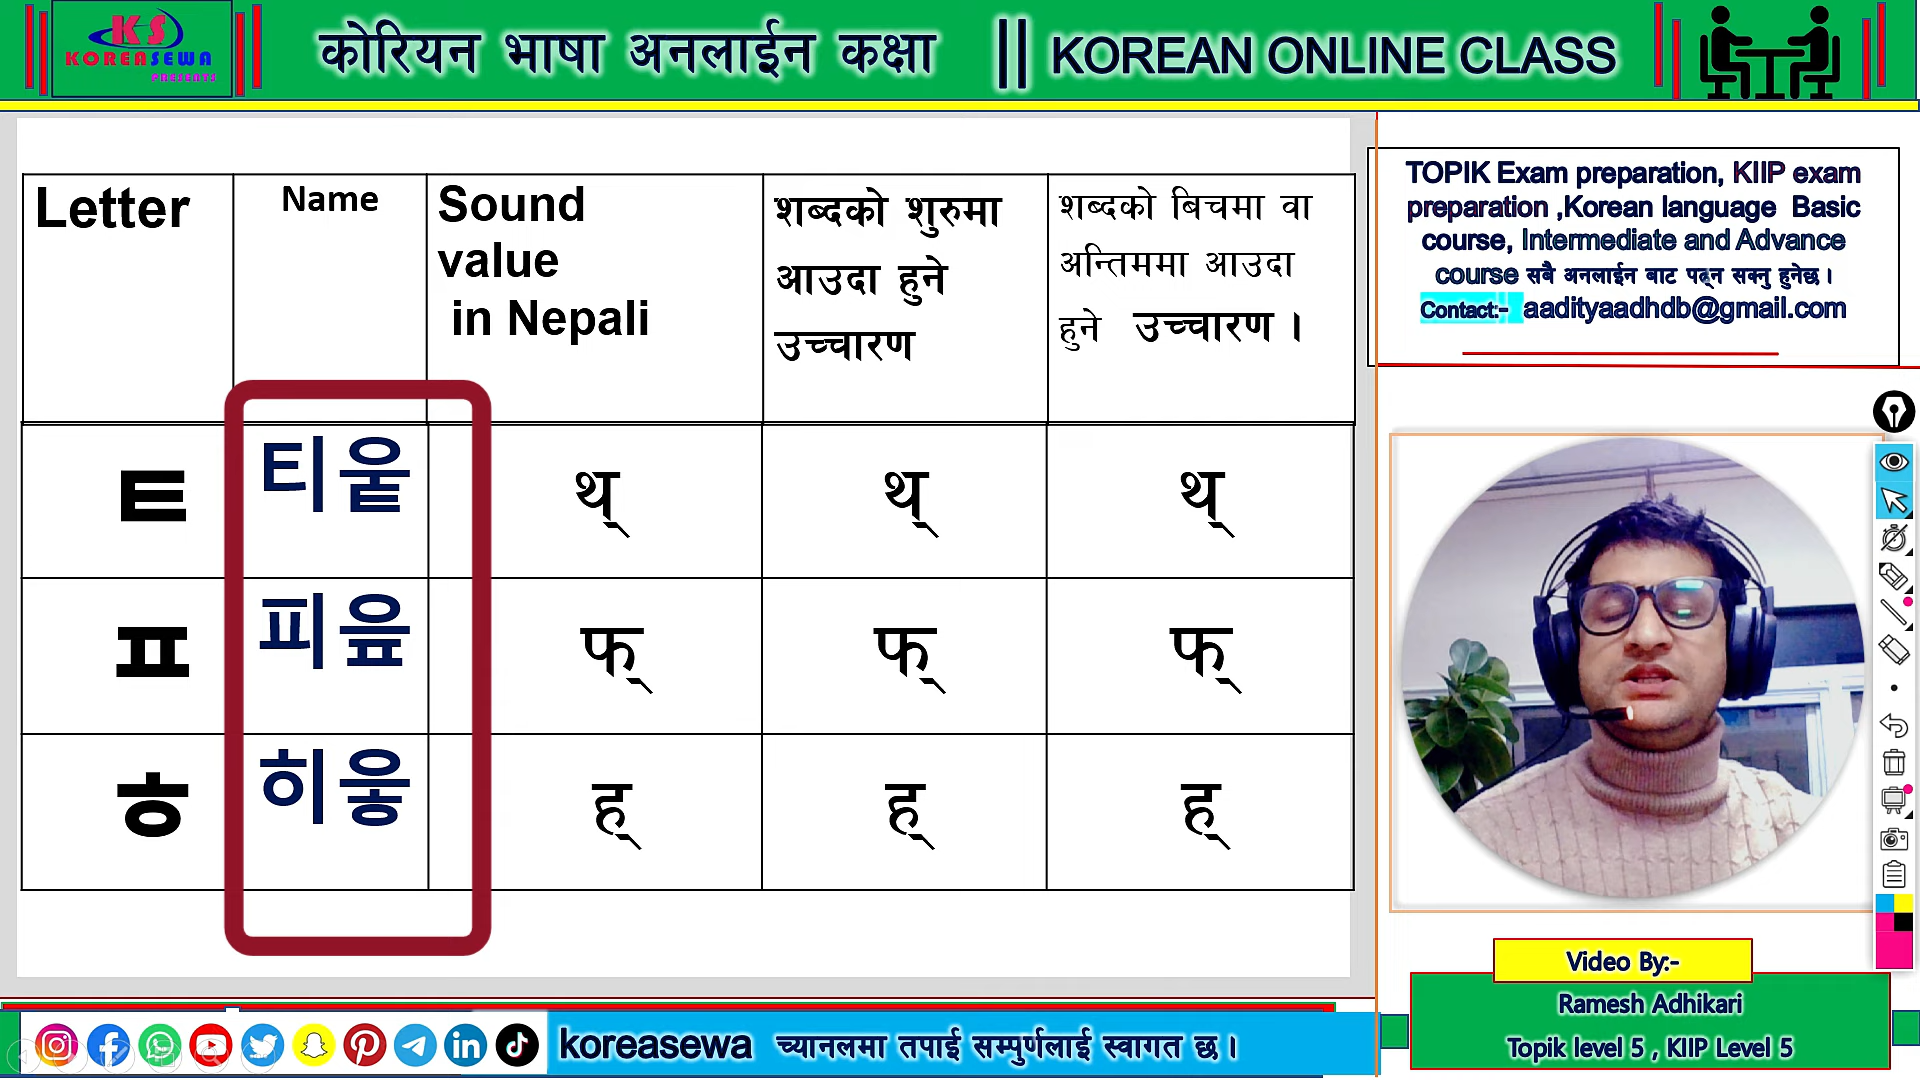 KS
KOREASEWA
PRESENTS
कोरियन भाषा अनलाईन कक्षा || KOREAN ONLINE CLASS
Letter
Name
Sound
value
in Nepali
शब्दको शुरुमा
आउदा हुने
उच्चारण
शब्दको बिचमा वा
अन्तिममा आउदा
हुने उच्चारण ।
ㅌ
티읕
थ्
थ्
थ्
ㅍ
피읖
फ्
फ्
फ्
ㅎ
히읗
ह्
ह्
ह्
TOPIK Exam preparation, KIIP exam
preparation ,Korean language Basic
course, Intermediate and Advance
course सबै अनलाईन बाट पढ्न सक्नु हुनेछ ।
Contact:- aadityaadhdb@gmail.com
Video By:-
Ramesh Adhikari
Topik level 5 , KIIP Level 5
koreasewa च्यानलमा तपाई सम्पुर्णलाई स्वागत छ ।